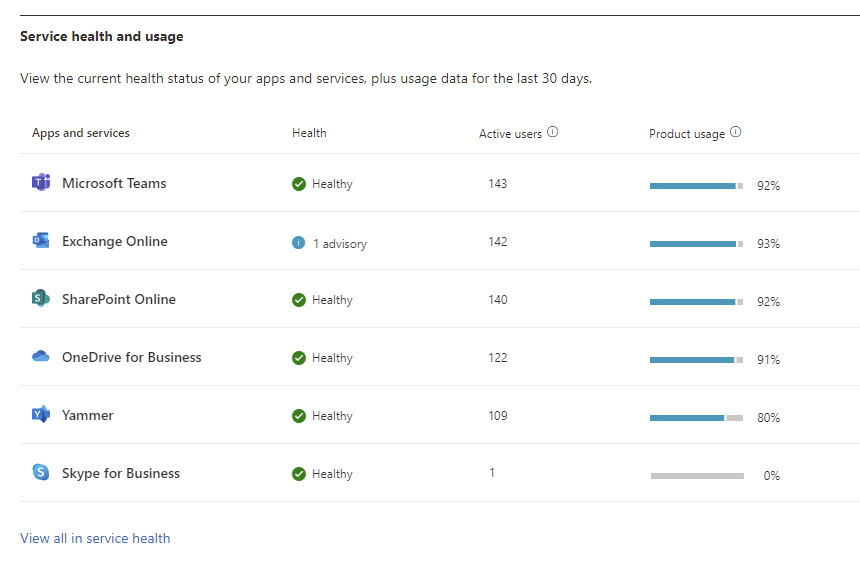 Service health and usage
View the current health status of your apps and services, plus usage data for the last 30 days.
Apps and services Health Active users Product usage
Microsoft Teams Healthy 143 92%
Exchange Online 1 advisory 142 93%
SharePoint Online Healthy 140 92%
OneDrive for Business Healthy 122 91%
Yammer Healthy 109 80%
Skype for Business Healthy 1 0%
View all in service health